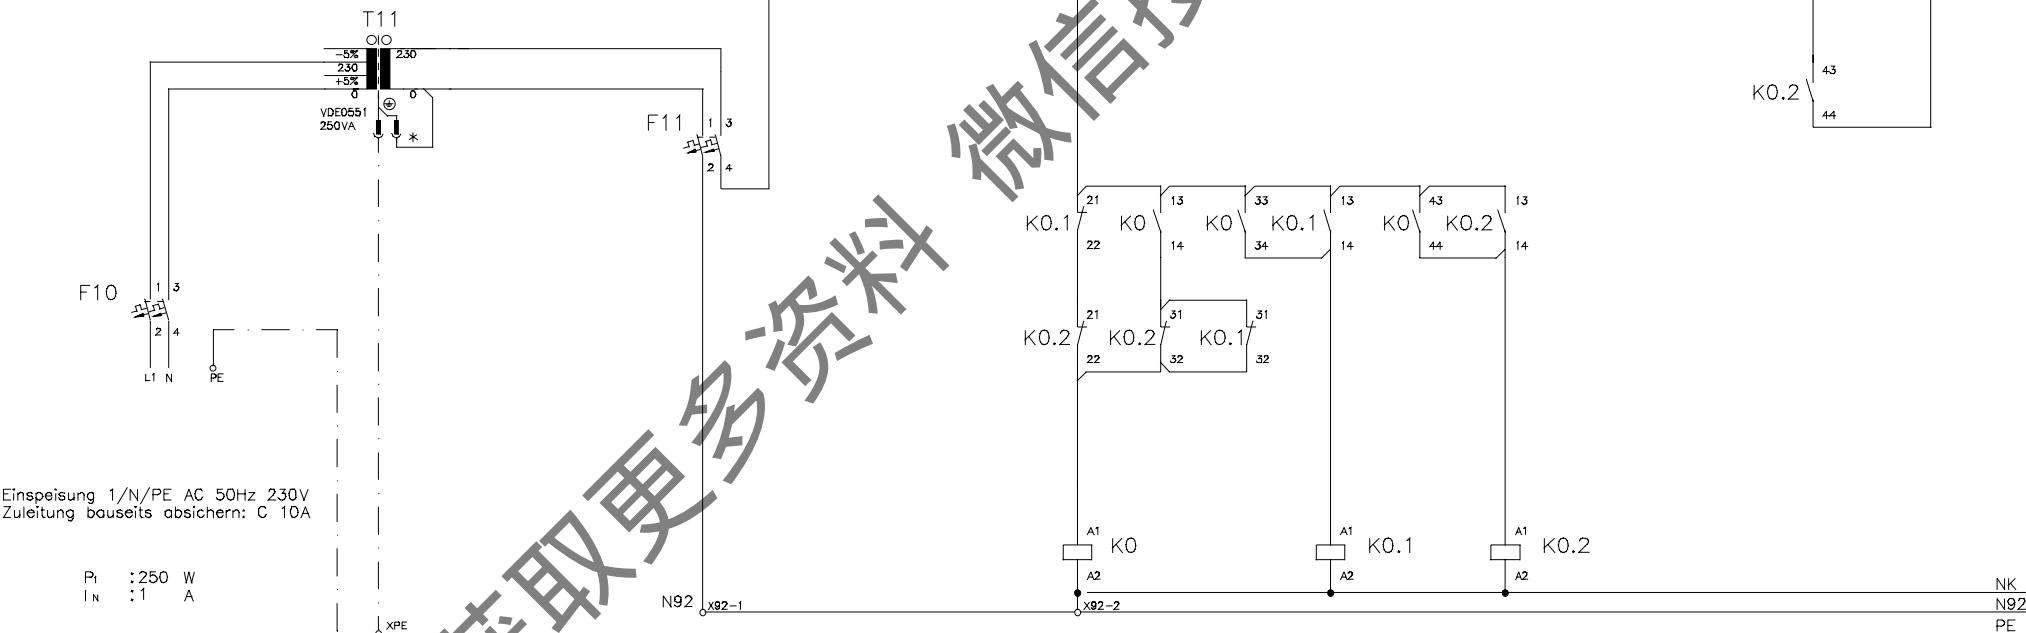 T11
-5%
230
230
+5%
0
0
VDE0551
250VA
*
F11
1
3
2
4
F10
1
3
2
4
L1
N
PE
Einspeisung 1/N/PE AC 50Hz 230V
Zuleitung bauseits absichern: C 10A
P1 :250 W
IN :1 A
XPE
N92
X92-1
X92-2
K0.1
21
22
K0
13
14
K0
33
34
K0.1
13
14
K0
43
44
K0.2
13
14
K0.2
21
22
K0.2
31
32
K0.1
31
32
A1
K0
A2
A1
K0.1
A2
A1
K0.2
A2
K0.2
43
44
NK
N92
PE
获取更多资料 微信